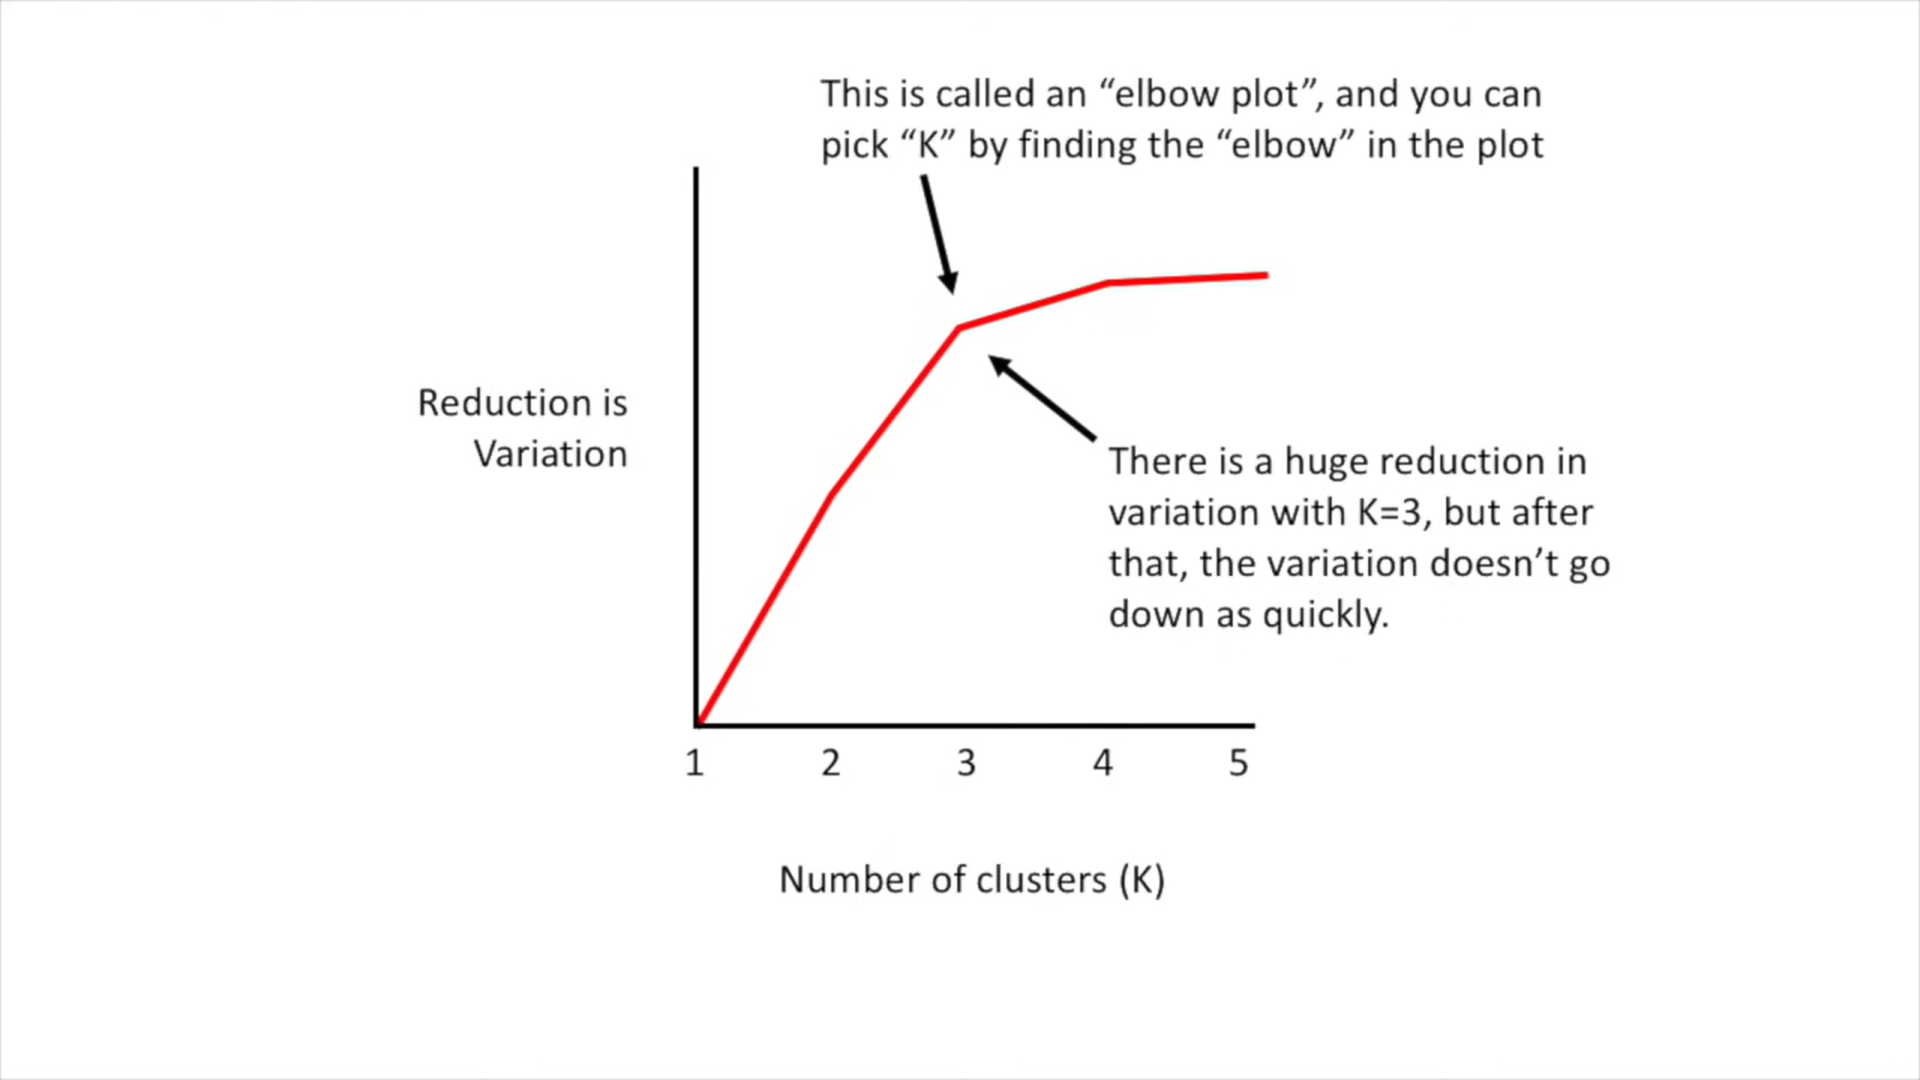 This is called an “elbow plot”, and you can
pick “K” by finding the “elbow” in the plot
Reduction is
Variation
There is a huge reduction in
variation with K=3, but after
that, the variation doesn’t go
down as quickly.
1 2 3 4 5
Number of clusters (K)